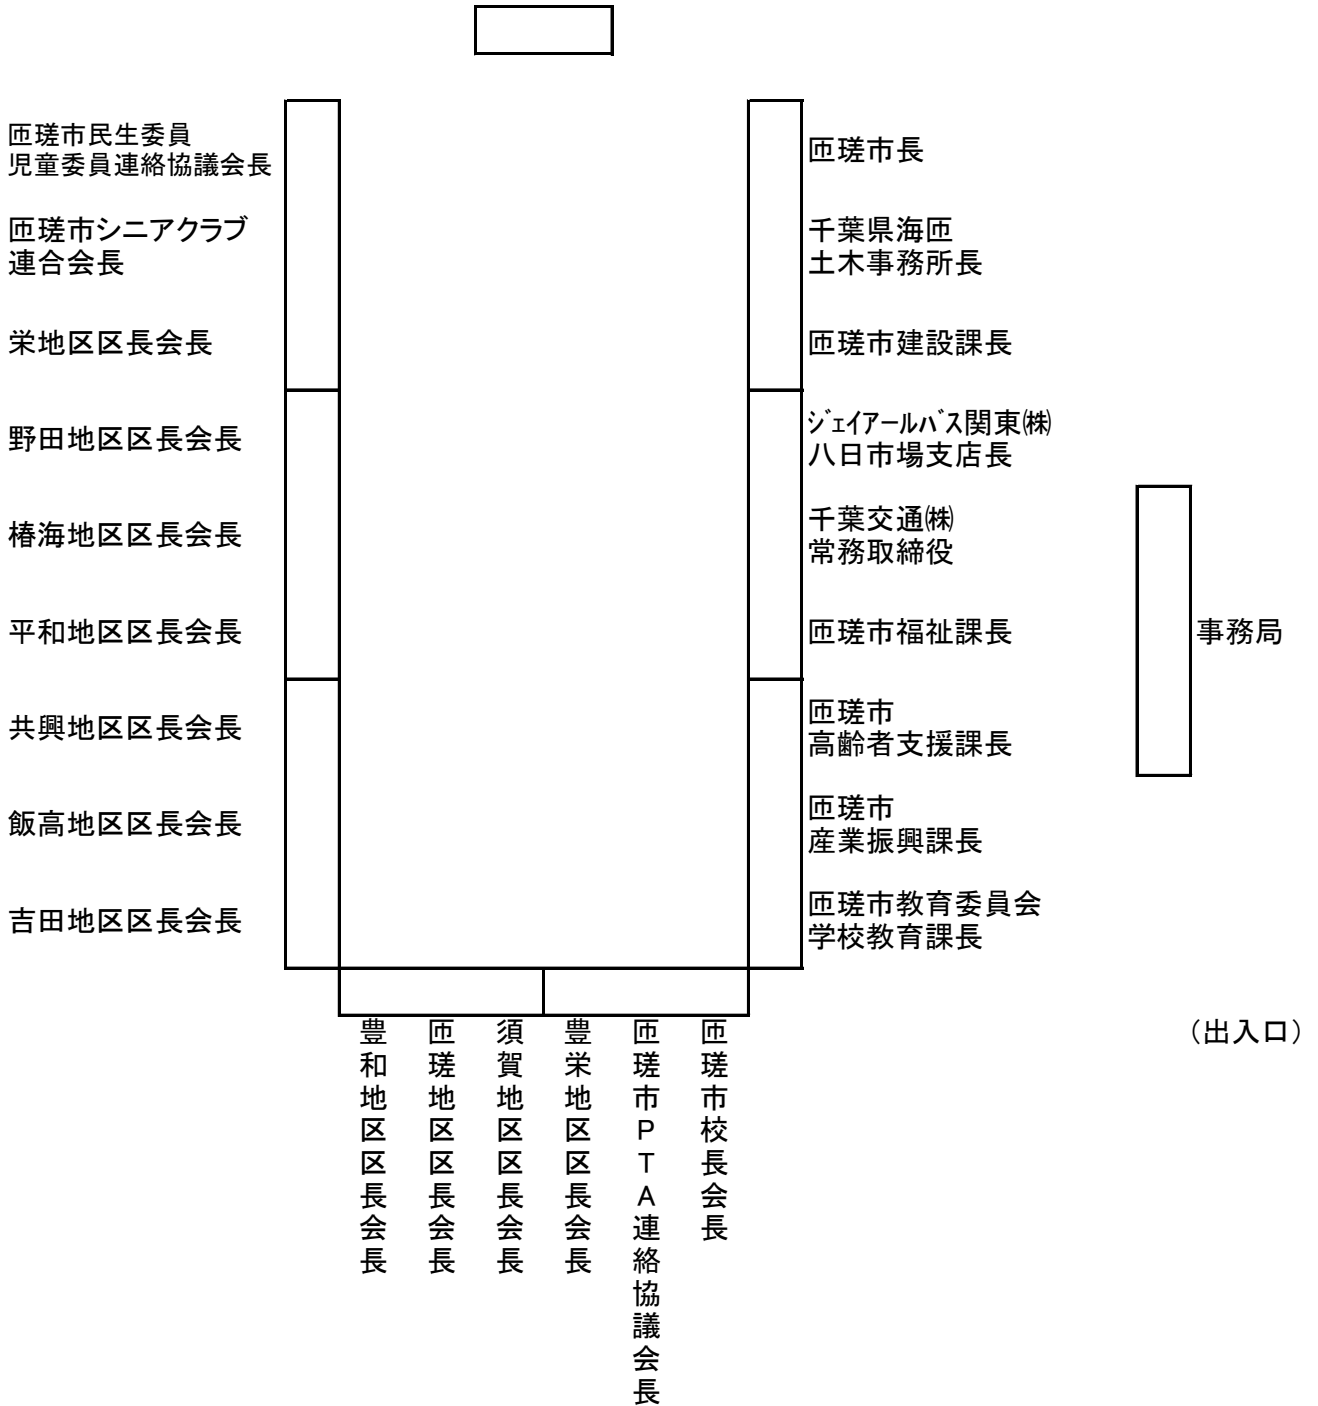 匝瑳市民生委員
児童委員連絡協議会長
匝瑳市シニアクラブ
連合会長
栄地区区長会長
野田地区区長会長
椿海地区区長会長
平和地区区長会長
共興地区区長会長
飯高地区区長会長
吉田地区区長会長
匝瑳市長
千葉県海匝
土木事務所長
匝瑳市建設課長
ｼﾞｪｲｱｰﾙﾊﾞｽ関東㈱
八日市場支店長
千葉交通㈱
常務取締役
匝瑳市福祉課長
匝瑳市
高齢者支援課長
匝瑳市
産業振興課長
匝瑳市教育委員会
学校教育課長
事務局
豊和地区区長会長
匝瑳地区区長会長
須賀地区区長会長
豊栄地区区長会長
匝瑳市ＰＴＡ連絡協議会長
匝瑳市校長会長
（出入口）